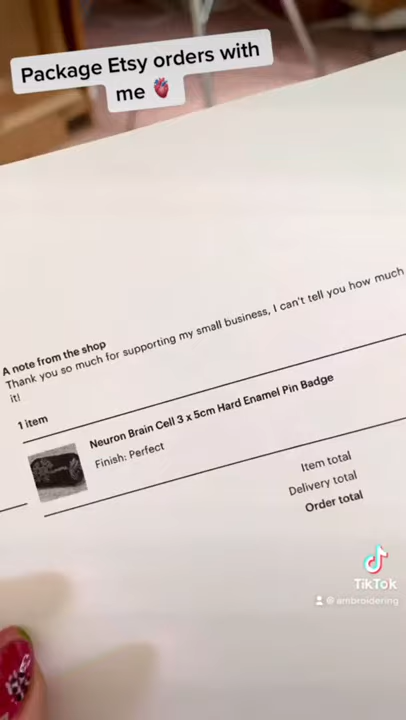 Package Etsy orders with
me 🫀
A note from the shop
Thank you so much for supporting my small business, I can't tell you how much
it!
1 item
Neuron Brain Cell 3 x 5cm Hard Enamel Pin Badge
Finish: Perfect
Item total
Delivery total
Order total
TikTok
@ambroidering